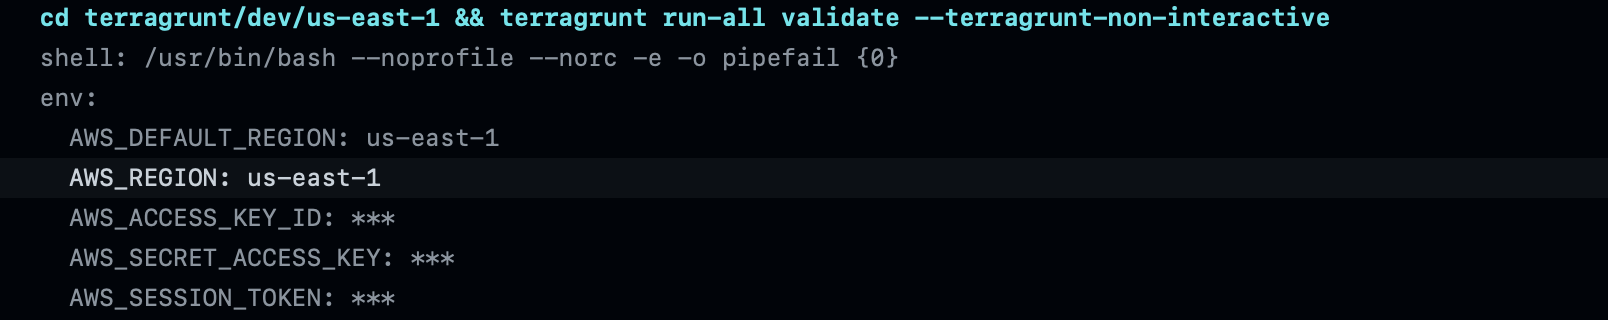 cd terragrunt/dev/us-east-1 && terragrunt run-all validate --terragrunt-non-interactive
shell: /usr/bin/bash --noprofile --norc -e -o pipefail {0}
env:
AWS_DEFAULT_REGION: us-east-1
AWS_REGION: us-east-1
AWS_ACCESS_KEY_ID: ***
AWS_SECRET_ACCESS_KEY: ***
AWS_SESSION_TOKEN: ***